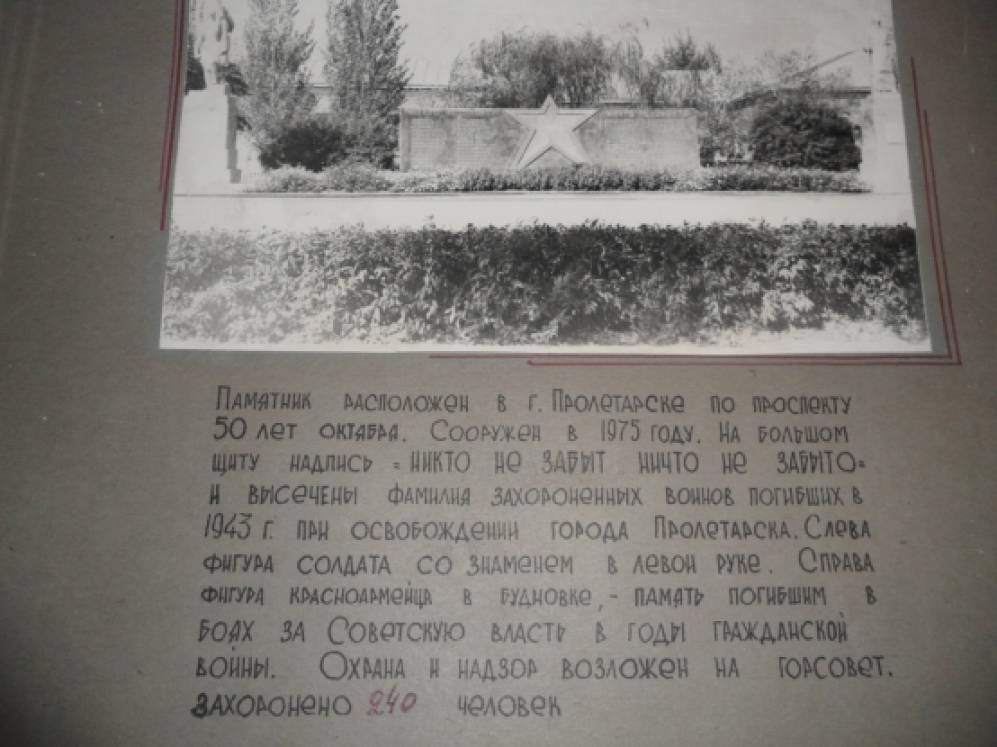 Памятник расположен в г. Пролетарске по проспекту
50 лет октября. Сооружен в 1975 году. На большом
щиту надпись = никто не забыт ничто не забыто=
и высечены фамилия захороненных воинов погибших в
1943 г. при освобождении города Пролетарска. Слева
фигура солдата со знаменем в левой руке. Справа
фигура красноармейца в будновке, - память погибшим в
боях за Советскую власть в годы гражданской
войны. Охрана и надзор возложен на горсовет.
Захоронено 240 человек